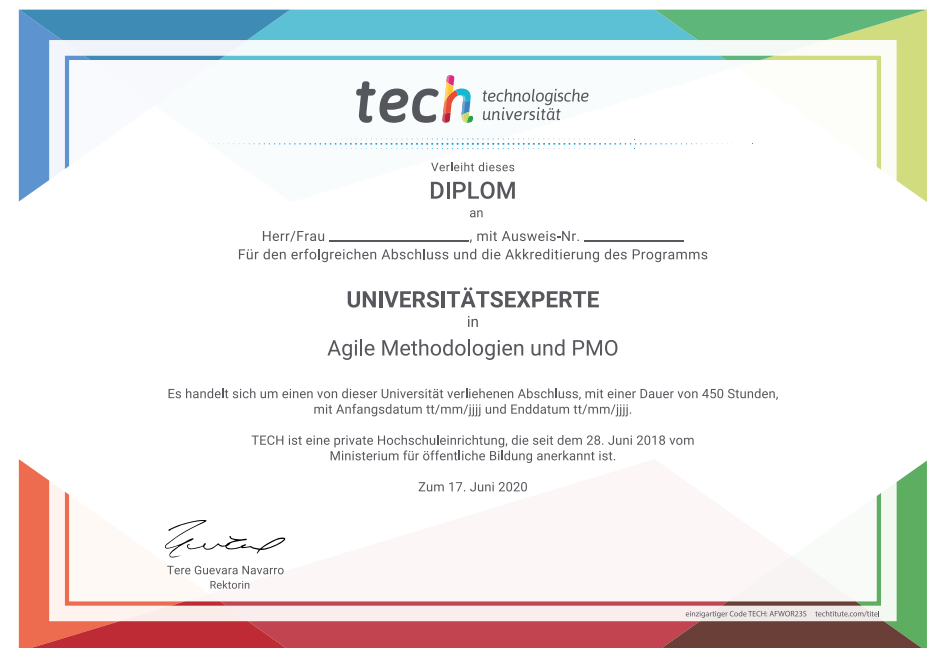 tech technologische
universität
Verleiht dieses
DIPLOM
an
Herr/Frau ____________, mit Ausweis-Nr. ____________
Für den erfolgreichen Abschluss und die Akkreditierung des Programms
UNIVERSITÄTSEXPERTE
in
Agile Methodologien und PMO
Es handelt sich um einen von dieser Universität verliehenen Abschluss, mit einer Dauer von 450 Stunden,
mit Anfangsdatum tt/mm/jjjj und Enddatum tt/mm/jjjj.
TECH ist eine private Hochschuleinrichtung, die seit dem 28. Juni 2018 vom
Ministerium für öffentliche Bildung anerkannt ist.
Zum 17. Juni 2020
Tere Guevara Navarro
Rektorin
einzigartiger Code TECH: AFWOR23S techtitute.com/titel